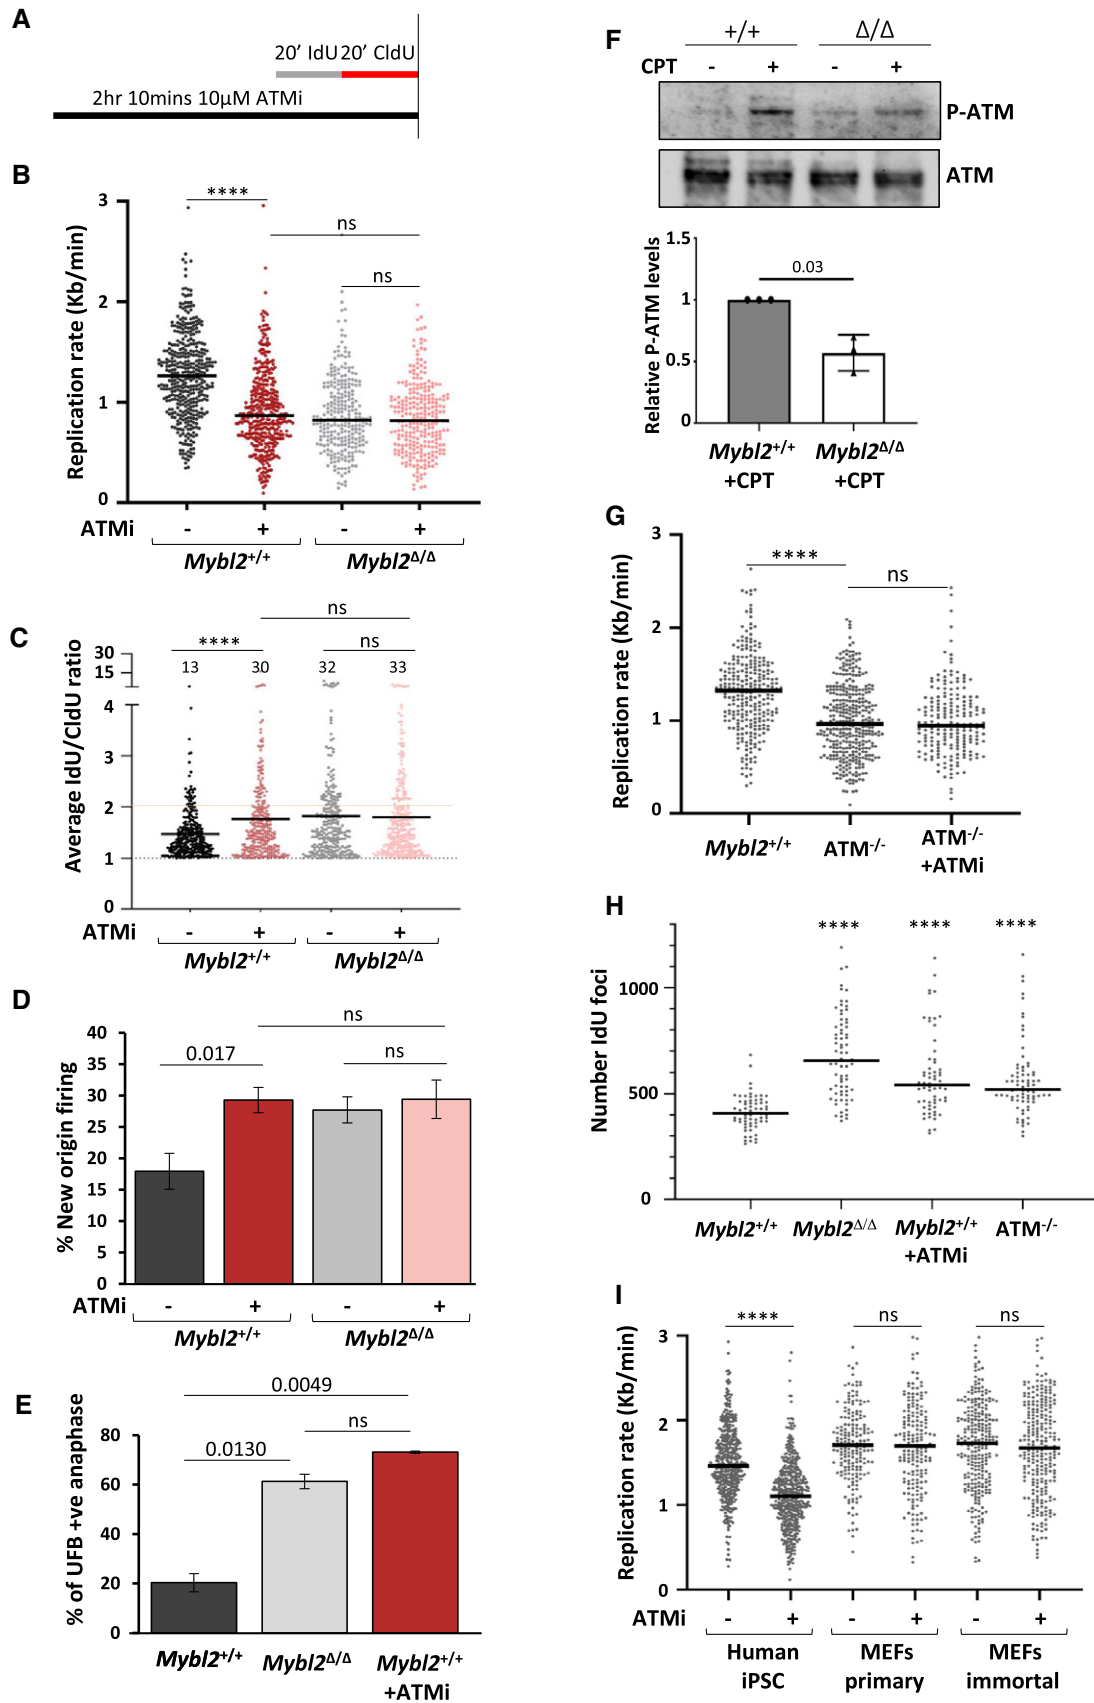 A
20' IdU 20' CldU
2hr 10mins 10µM ATMi
B
Replication rate (Kb/min)
3
2
1
0
****
ns
ns
ATMi - + - +
Mybl2+/+ MybI2Δ/Δ
C
Average IdU/CldU ratio
30
15
4
3
2
1
0
ns
**** ns
13 30 32 33
ATMi - + - +
Mybl2+/+ Mybl2Δ/Δ
D
% New origin firing
40
35
30
25
20
15
10
5
0
ns
0.017 ns
ATMi - + - +
Mybl2+/+ Mybl2Δ/Δ
E
% of UFB +ve anaphase
80
60
40
20
0
0.0049
ns
0.0130
Mybl2+/+ Mybl2Δ/Δ Mybl2+/+
+ATMi
F
+/+ Δ/Δ
CPT - + - +
P-ATM
ATM
Relative P-ATM levels
1.5
1
0.5
0
0.03
Mybl2+/+ Mybl2Δ/Δ
+CPT +CPT
G
Replication rate (Kb/min)
3
2
1
0
****
ns
Mybl2+/+ ATM-/- ATM-/-
+ATMi
H
Number IdU foci
1000
500
0
**** **** ****
Mybl2+/+ Mybl2Δ/Δ Mybl2+/+ ATM-/-
+ATMi
I
Replication rate (Kb/min)
3
2
1
0
**** ns ns
ATMi - + - + - +
Human MEFs MEFs
iPSC primary immortal